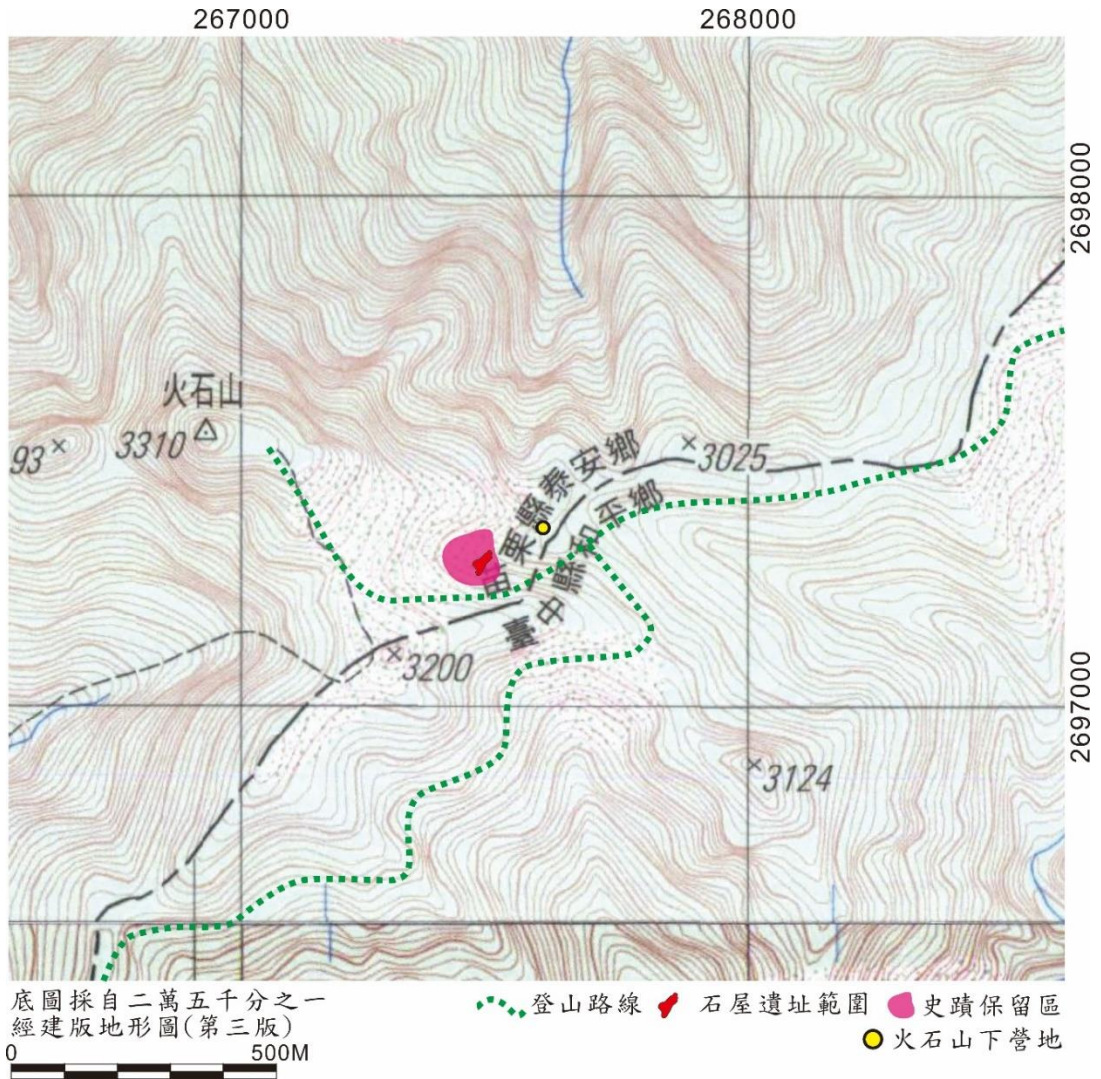 267000 268000
2698000
火石山
3310
93
3025
苗栗縣泰安鄉
臺中縣和平鄉
3200
2697000
3124
底圖採自二萬五千分之一
經建版地形圖(第三版)
登山路線 石屋遺址範圍 史蹟保留區
火石山下營地
0 500M